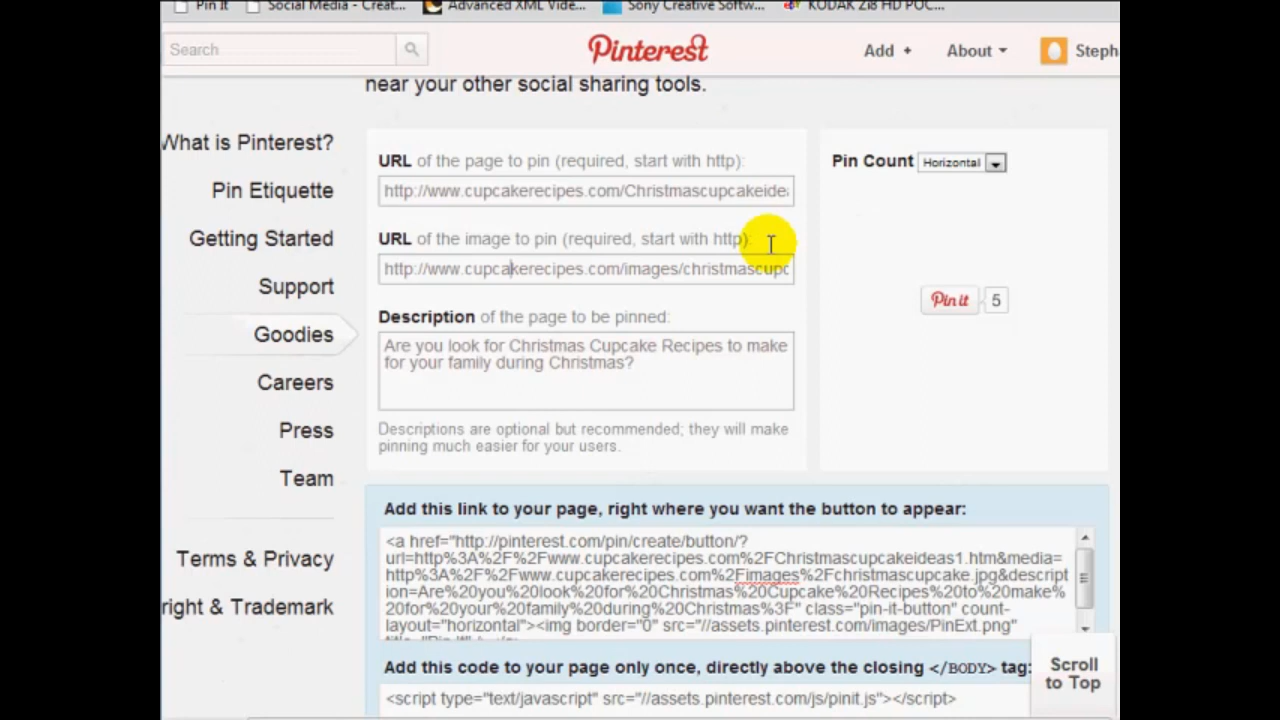 Pin It
Social Media - Creat...
Advanced XML Vide...
Sony Creative Softw...
KODAK Zi8 HD POC...
Search
Pinterest
Add +
About
Steph
near your other social sharing tools.
What is Pinterest?
Pin Etiquette
Getting Started
Support
Goodies
Careers
Press
Team
Terms & Privacy
right & Trademark
URL of the page to pin (required, start with http):
http://www.cupcakerecipes.com/Christmascupcakeidea
URL of the image to pin (required, start with http):
http://www.cupcakerecipes.com/images/christmascupc
Description of the page to be pinned:
Are you look for Christmas Cupcake Recipes to make
for your family during Christmas?
Descriptions are optional but recommended; they will make
pinning much easier for your users.
Pin Count Horizontal
Pin it 5
Add this link to your page, right where you want the button to appear:
<a href="http://pinterest.com/pin/create/button/?
url=http%3A%2F%2Fwww.cupcakerecipes.com%2FChristmascupcakeideas1.htm&media=
http%3A%2F%2Fwww.cupcakerecipes.com%2Fimages%2Fchristmascupcake.jpg&descript
ion=Are%20you%20look%20for%20Christmas%20Cupcake%20Recipes%20to%20make%
20for%20your%20family%20during%20Christmas%3F" class="pin-it-button" count-
layout="horizontal"><img border="0" src="//assets.pinterest.com/images/PinExt.png"
Add this code to your page only once, directly above the closing </BODY> tag:
<script type="text/javascript" src="//assets.pinterest.com/js/pinit.js"></script>
Scroll
to Top